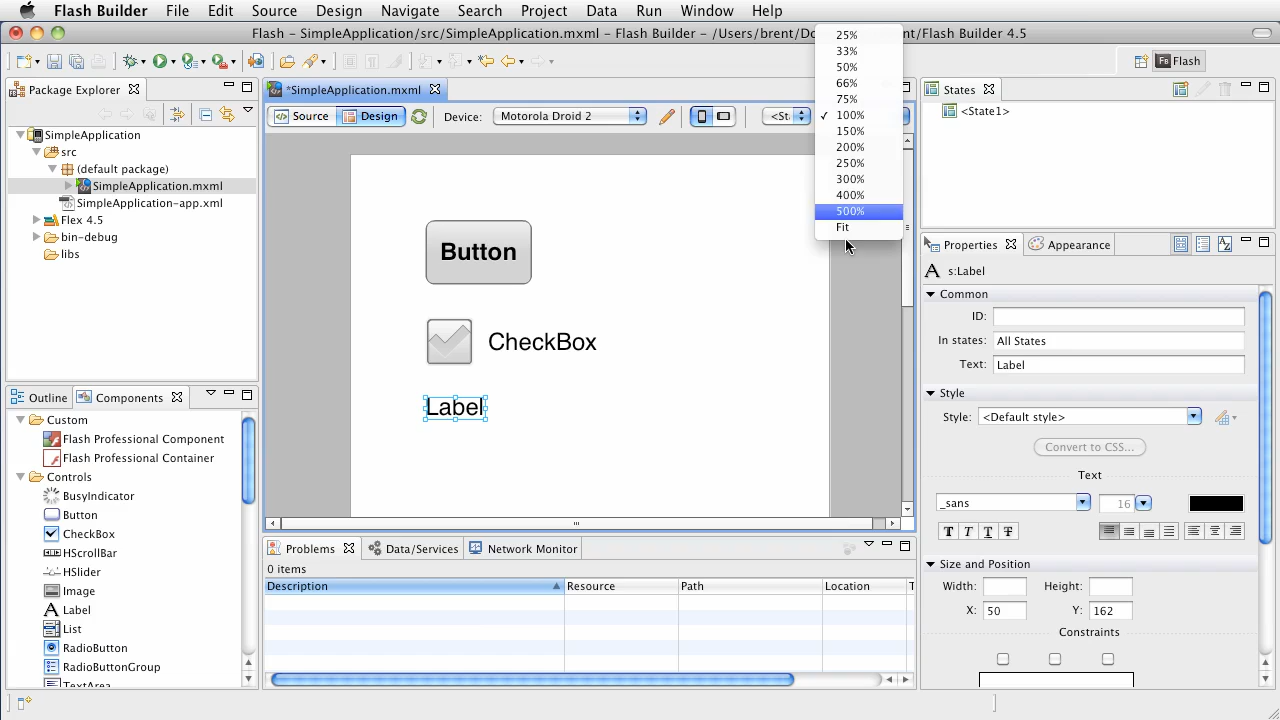 Flash Builder File Edit Source Design Navigate Search Project Data Run Window Help
Flash – SimpleApplication/src/SimpleApplication.mxml – Flash Builder – /Users/brent/Do
nt/Flash Builder 4.5
Flash
Package Explorer
SimpleApplication
src
(default package)
SimpleApplication.mxml
SimpleApplication-app.xml
Flex 4.5
bin-debug
libs
Outline
Components
Custom
Flash Professional Component
Flash Professional Container
Controls
BusyIndicator
Button
CheckBox
HScrollBar
HSlider
Image
Label
List
RadioButton
RadioButtonGroup
TextArea
*SimpleApplication.mxml
Source
Design
Device:
Motorola Droid 2
<St
25%
33%
50%
66%
75%
✓ 100%
150%
200%
250%
300%
400%
500%
Fit
Button
CheckBox
Label
Problems
Data/Services
Network Monitor
0 items
Description
Resource
Path
Location
T
States
<State1>
Properties
Appearance
s:Label
Common
ID:
In states: All States
Text: Label
Style
Style: <Default style>
Convert to CSS...
Text
_sans
16
T T T T
Size and Position
Width:
Height:
X: 50
Y: 162
Constraints